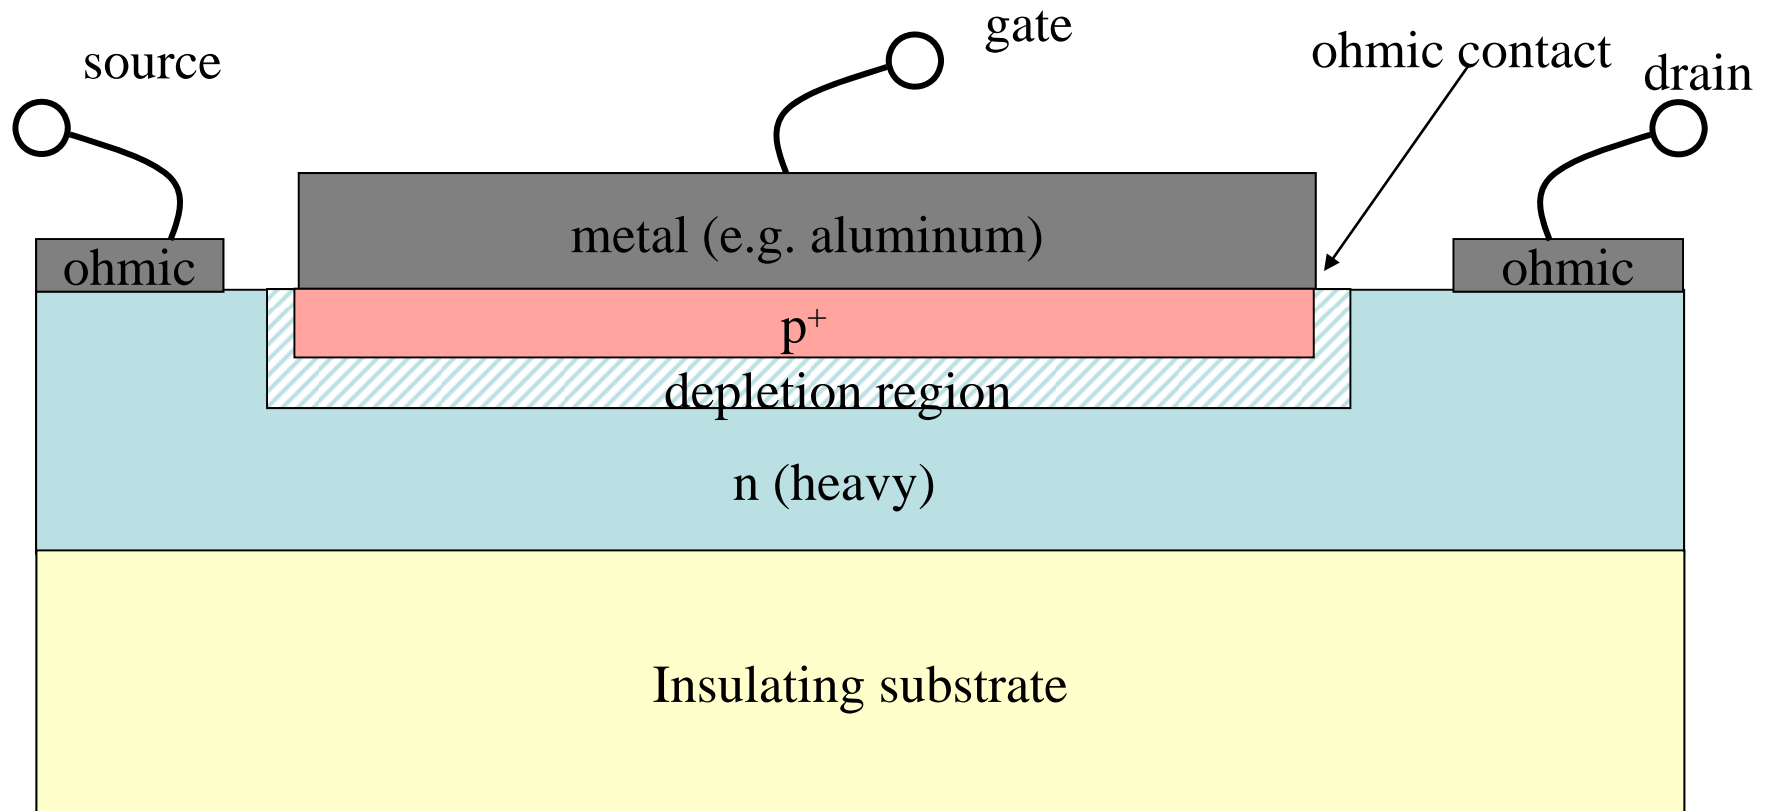 gate
source
ohmic contact
drain
metal (e.g. aluminum)
ohmic
ohmic
p⁺
depletion region
n (heavy)
Insulating substrate